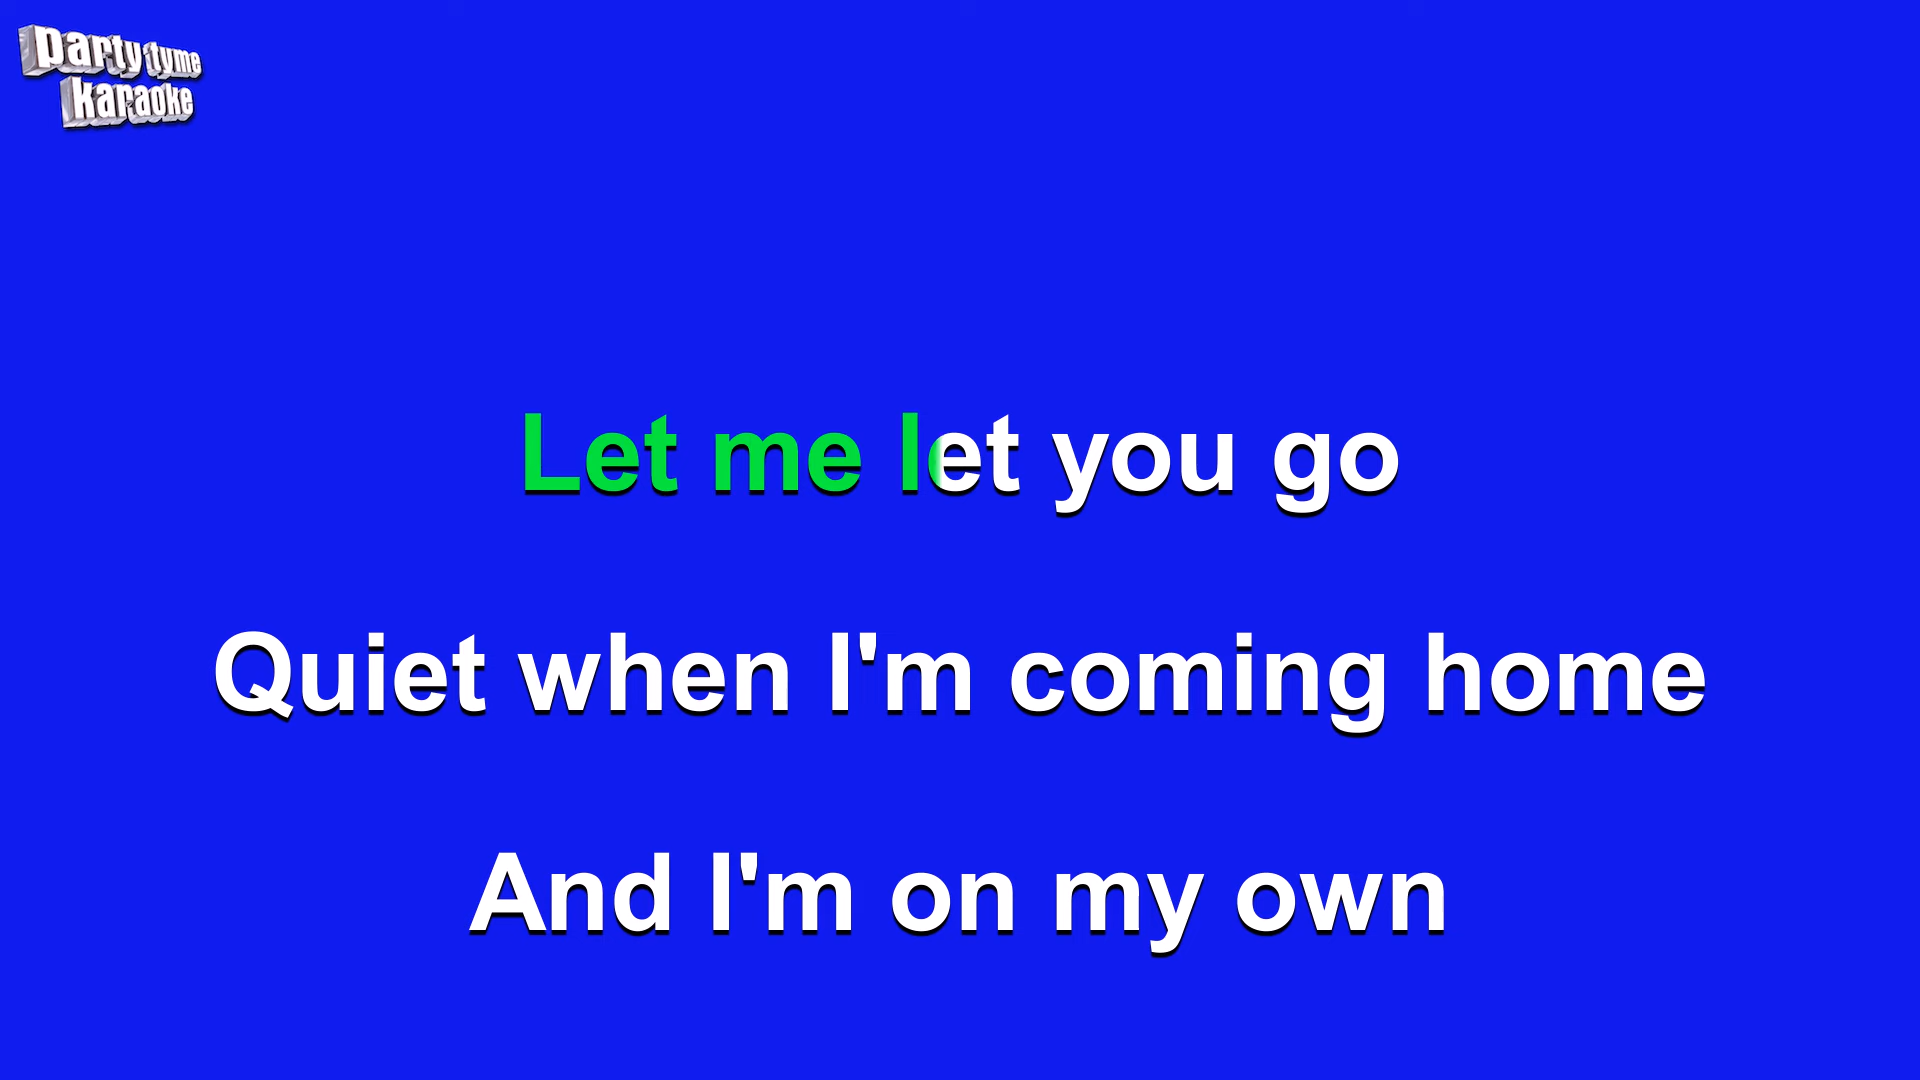 party tyme
karaoke
Let me let you go
Quiet when I'm coming home
And I'm on my own